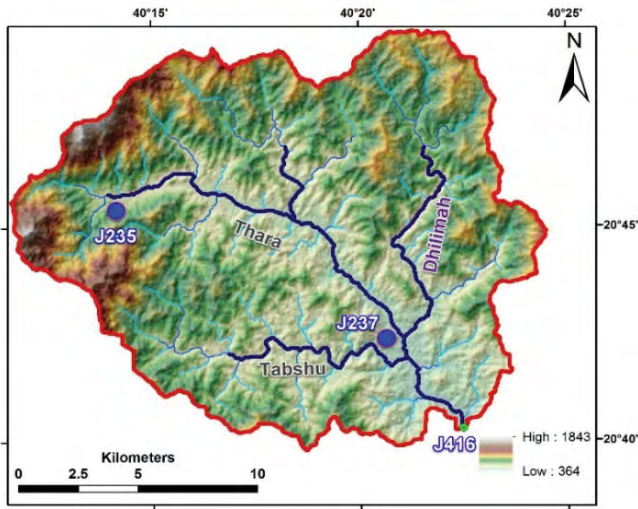 40°15' 40°20' 40°25'
N
J235
Thara
Dhilimah
20°45'
J237
Tabshu
J416
High : 1843
Low : 364
20°40'
Kilometers
0 2.5 5 10